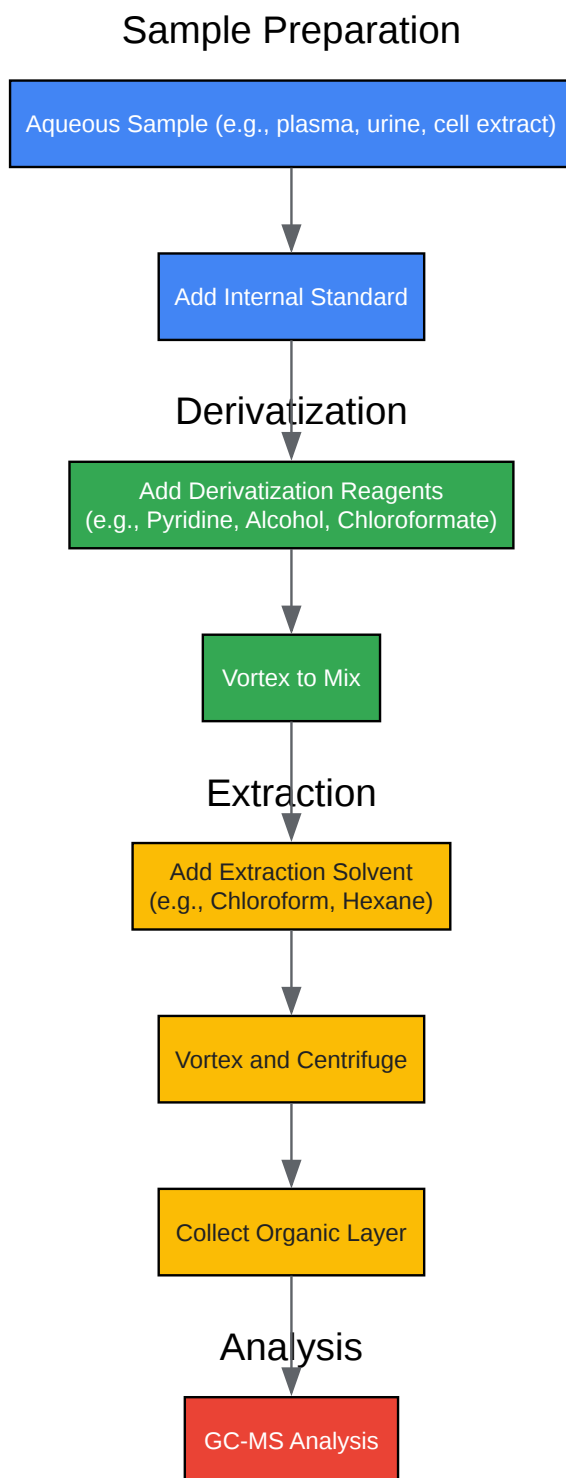 Sample Preparation
Aqueous Sample (e.g., plasma, urine, cell extract)
Add Internal Standard
Derivatization
Add Derivatization Reagents
(e.g., Pyridine, Alcohol, Chloroformate)
Vortex to Mix
Extraction
Add Extraction Solvent
(e.g., Chloroform, Hexane)
Vortex and Centrifuge
Collect Organic Layer
Analysis
GC-MS Analysis